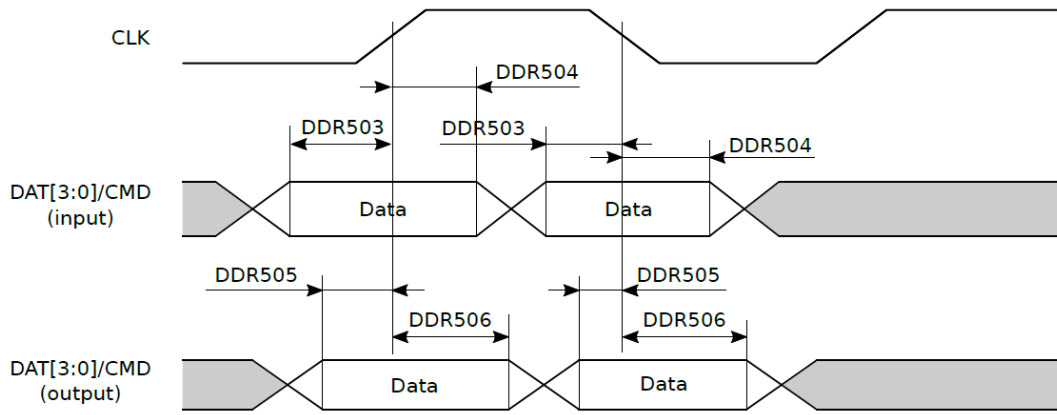 CLK
DDR504
DDR503
DDR503
DDR504
DAT[3:0]/CMD
(input)
Data
Data
DDR505
DDR505
DDR506
DDR506
DAT[3:0]/CMD
(output)
Data
Data